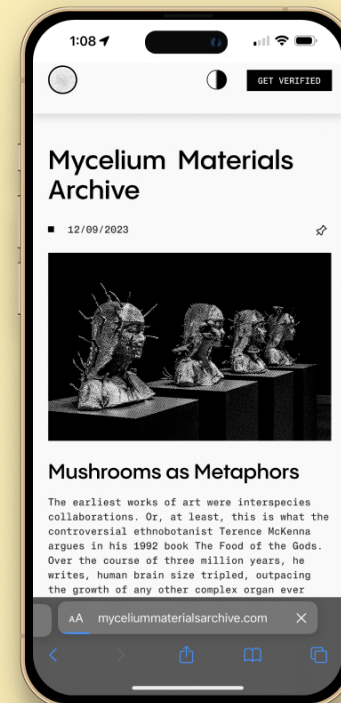 1:08
GET VERIFIED
Mycelium Materials
Archive
12/09/2023
Mushrooms as Metaphors
The earliest works of art were interspecies
collaborations. Or, at least, this is what the
controversial ethnobotanist Terence McKenna
argues in his 1992 book The Food of the Gods.
Over the course of three million years, he
writes, human brain size tripled, outpacing
the growth of any other complex organ ever
AA myceliummaterialsarchive.com